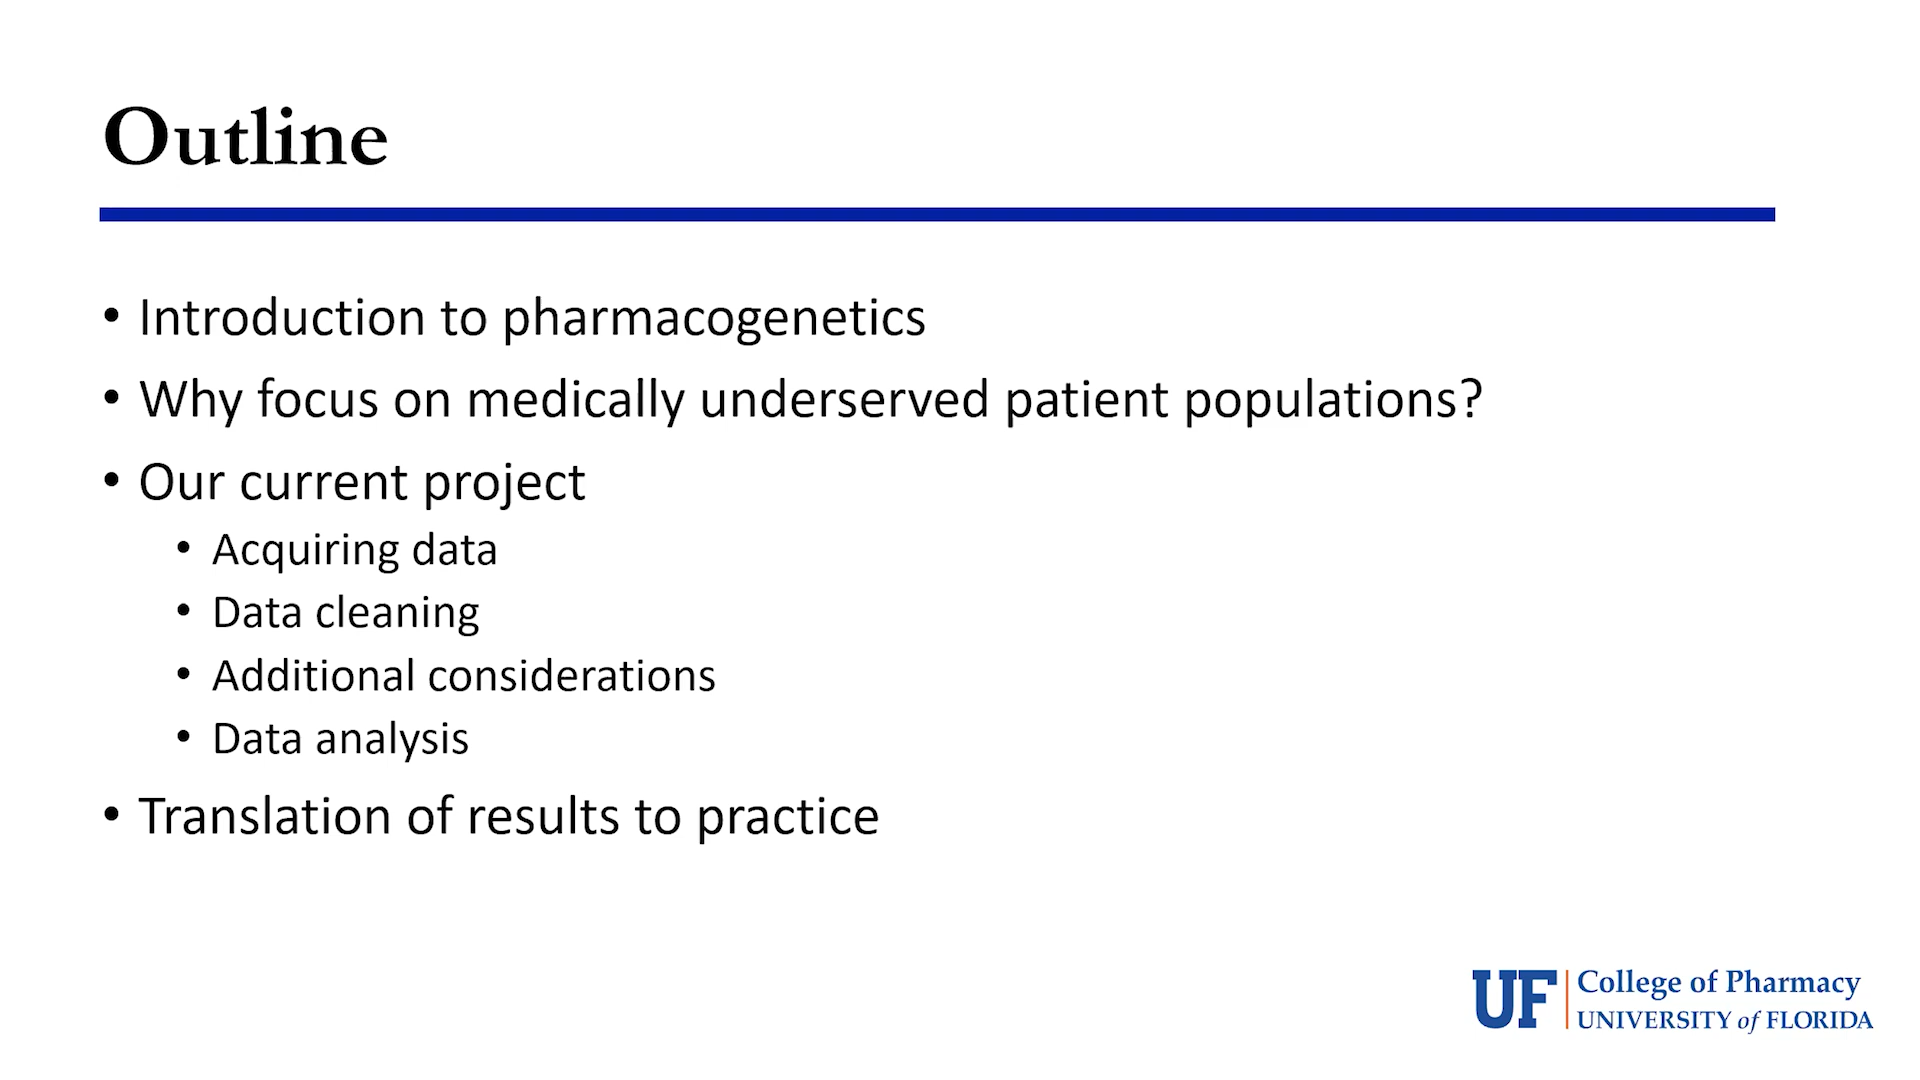 Outline
• Introduction to pharmacogenetics
• Why focus on medically underserved patient populations?
• Our current project
• Acquiring data
• Data cleaning
• Additional considerations
• Data analysis
• Translation of results to practice
UF College of Pharmacy
UNIVERSITY of FLORIDA